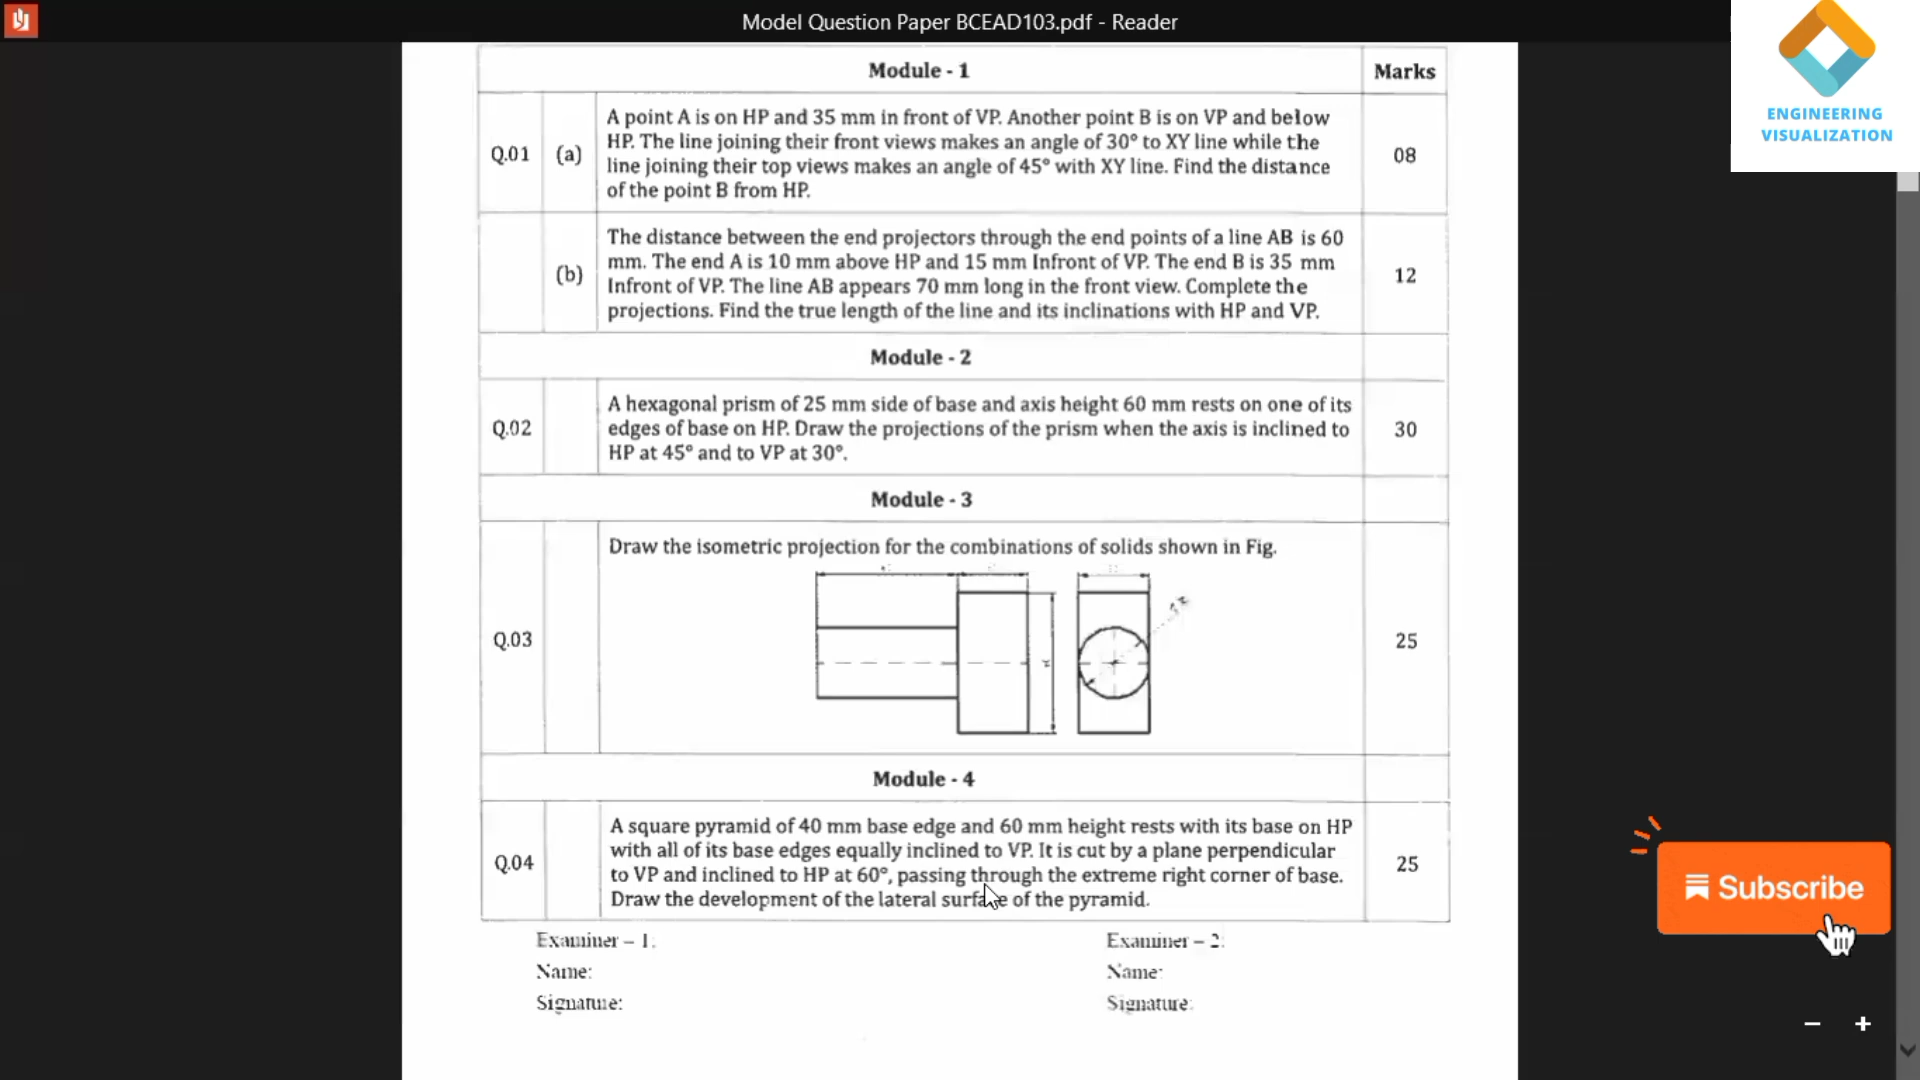 Model Question Paper BCEAD103.pdf - Reader
ENGINEERING
VISUALIZATION
Module - 1
Marks
Q.01
(a)
A point A is on HP and 35 mm in front of VP. Another point B is on VP and below
HP. The line joining their front views makes an angle of 30° to XY line while the
line joining their top views makes an angle of 45° with XY line. Find the distance
of the point B from HP.
08
(b)
The distance between the end projectors through the end points of a line AB is 60
mm. The end A is 10 mm above HP and 15 mm Infront of VP. The end B is 35 mm
Infront of VP. The line AB appears 70 mm long in the front view. Complete the
projections. Find the true length of the line and its inclinations with HP and VP.
12
Module - 2
Q.02
A hexagonal prism of 25 mm side of base and axis height 60 mm rests on one of its
edges of base on HP. Draw the projections of the prism when the axis is inclined to
HP at 45° and to VP at 30°.
30
Module - 3
Q.03
Draw the isometric projection for the combinations of solids shown in Fig.
25
Module - 4
Q.04
A square pyramid of 40 mm base edge and 60 mm height rests with its base on HP
with all of its base edges equally inclined to VP. It is cut by a plane perpendicular
to VP and inclined to HP at 60°, passing through the extreme right corner of base.
Draw the development of the lateral surface of the pyramid.
25
Examiner – 1:
Examiner – 2:
Name:
Name:
Signature:
Signature:
Subscribe